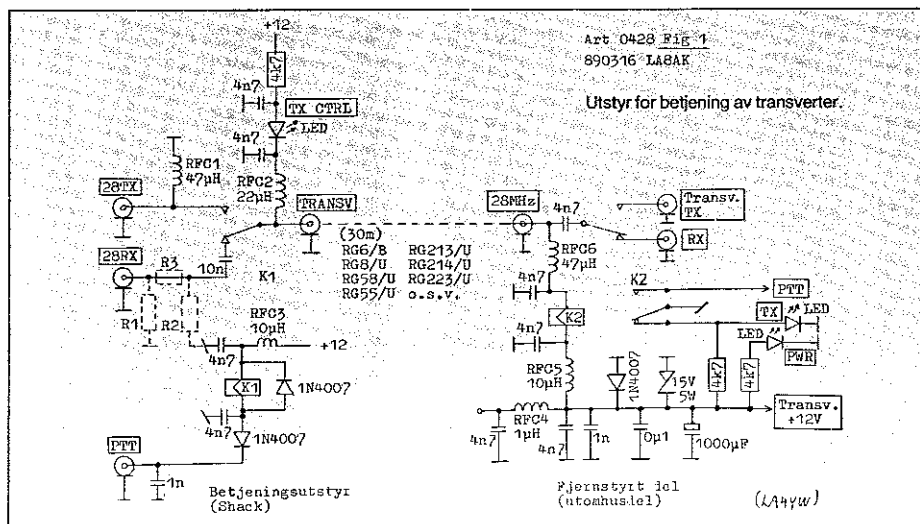 +12
Art 0428 Fig 1
890316 LA8AK
Utstyr for betjening av transverter.
4k7
4n7
TX CTRL
LED
4n7
RFC1
47µH
RFC2
22µH
28TX
TRANSV
28MHz
4n7
Transv.
TX
RX
(30m)
RG6/B RG213/U
RG8/U RG214/U
RG58/U RG223/U
RG55/U o.s.v.
28RX
R3
10n
K1
RFC6
47µH
4n7
K2
PTT
TX
LED
LED
PWR
R1
R2
RFC3
10µH
4n7
+12
K2
4n7
K1
1N4007
RFC5
10µH
1N4007
15V
5W
4k7
4k7
4n7
1N4007
RFC4
1µH
Transv.
+12V
4n7
4n7
1n
0µ1
1000µF
PTT
1n
Betjeningsutstyr
(Shack)
Fjernstyrt del
(utomhusdel)
(LA4YW)